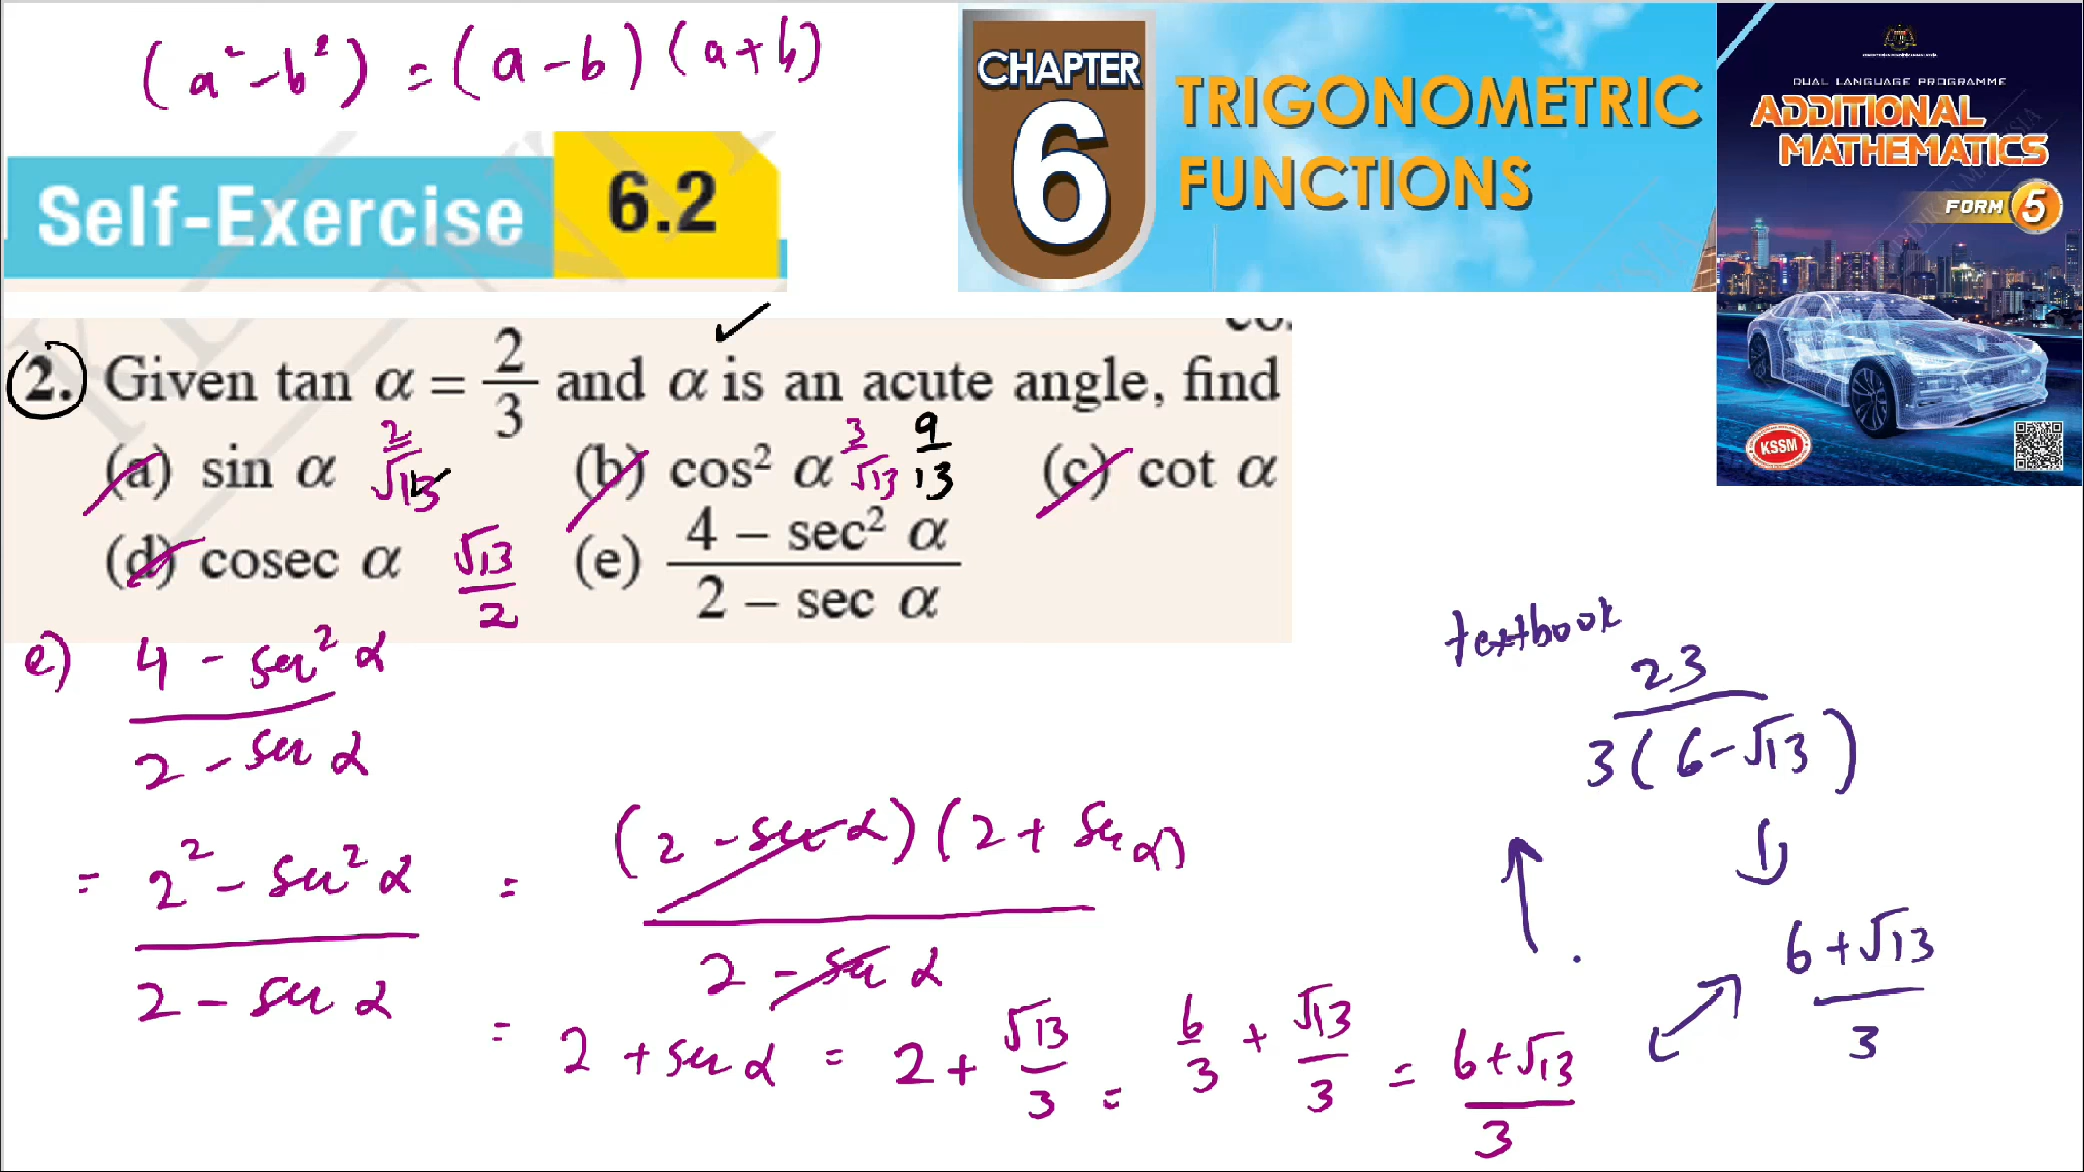 (a² - b²) = (a - b)(a + b)
CHAPTER
6
TRIGONOMETRIC
FUNCTIONS
DUAL LANGUAGE PROGRAMME
ADDITIONAL
MATHEMATICS
FORM 5
KSSM
Self-Exercise 6.2
2. Given tan α = 2/3 and α is an acute angle, find
(a) sin α 2/√13 (b) cos² α 3/√13 9/13 (c) cot α
(d) cosec α √13/2 (e) (4 – sec² α)/(2 – sec α)
e) (4 - sec² α)/(2 - sec α)
= (2² - sec² α)/(2 - sec α) = (2 - sec α)(2 + sec α)/(2 - sec α)
= 2 + sec α = 2 + √13/3 = 6/3 + √13/3 = (6 + √13)/3
textbook
23/(3(6 - √13))
(6 + √13)/3